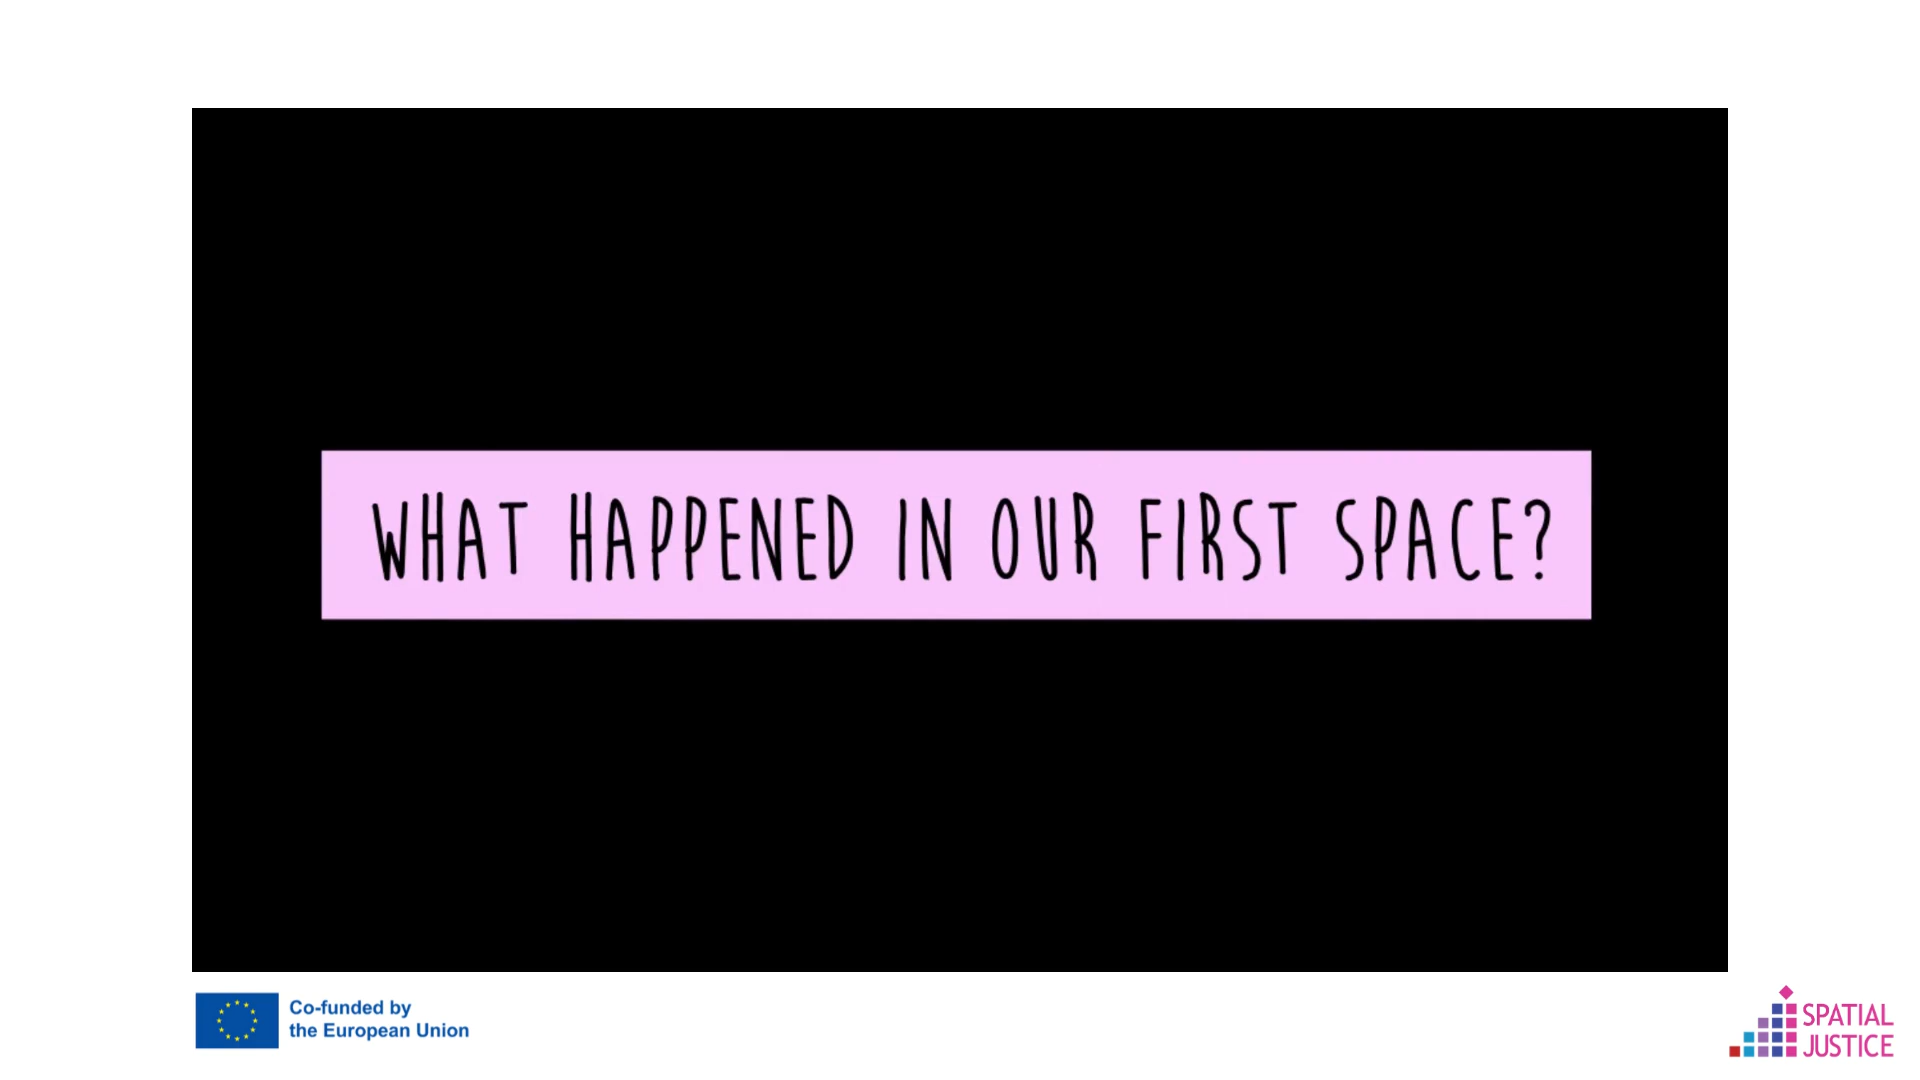 WHAT HAPPENED IN OUR FIRST SPACE?
Co-funded by
the European Union
SPATIAL
JUSTICE